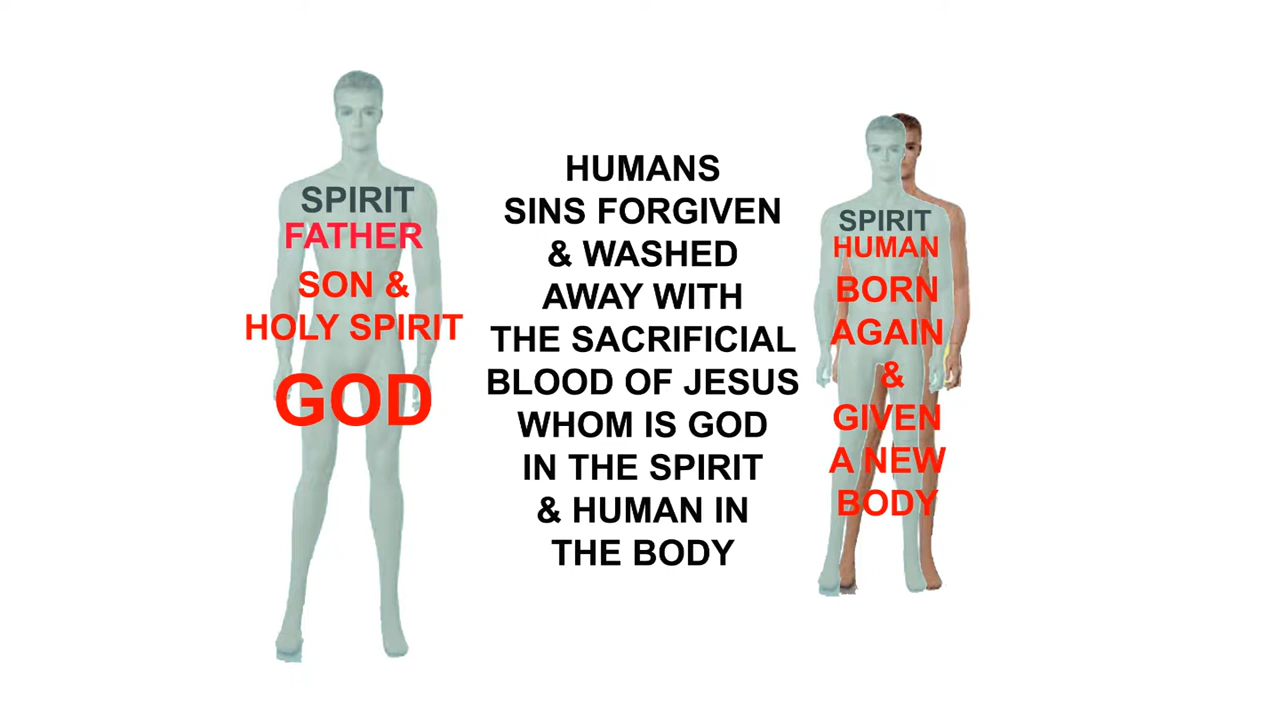 SPIRIT
FATHER
SON &
HOLY SPIRIT
GOD
HUMANS
SINS FORGIVEN
& WASHED
AWAY WITH
THE SACRIFICIAL
BLOOD OF JESUS
WHOM IS GOD
IN THE SPIRIT
& HUMAN IN
THE BODY
SPIRIT
HUMAN
BORN
AGAIN
&
GIVEN
A NEW
BODY